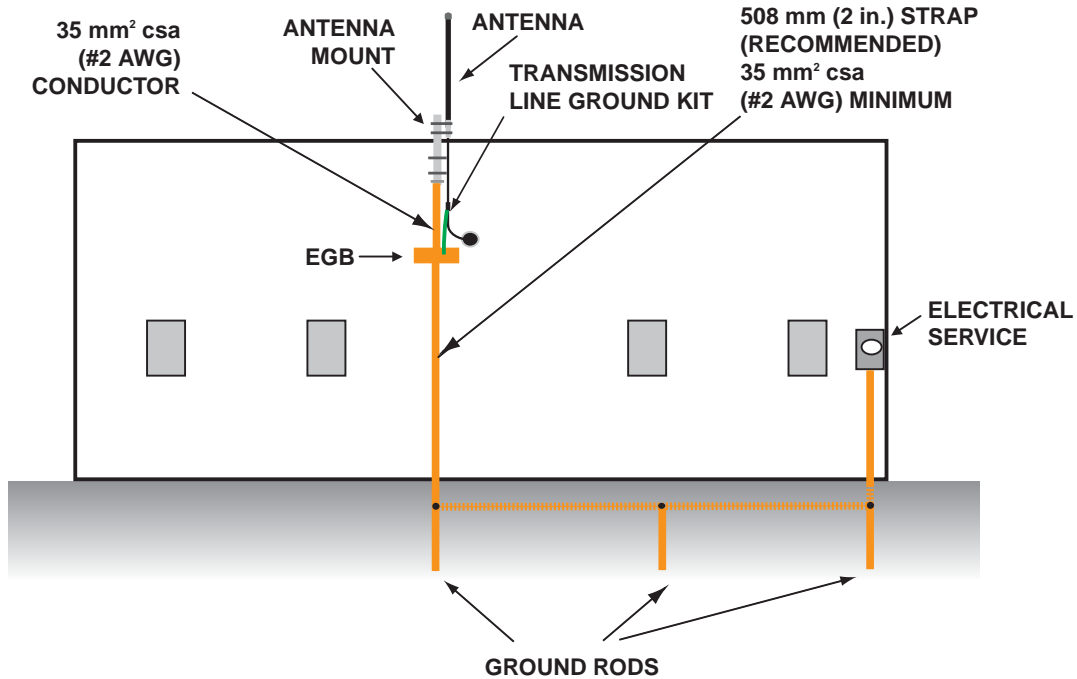 35 mm² csa
(#2 AWG)
CONDUCTOR
ANTENNA
MOUNT
ANTENNA
TRANSMISSION
LINE GROUND KIT
508 mm (2 in.) STRAP
(RECOMMENDED)
35 mm² csa
(#2 AWG) MINIMUM
EGB
ELECTRICAL
SERVICE
GROUND RODS